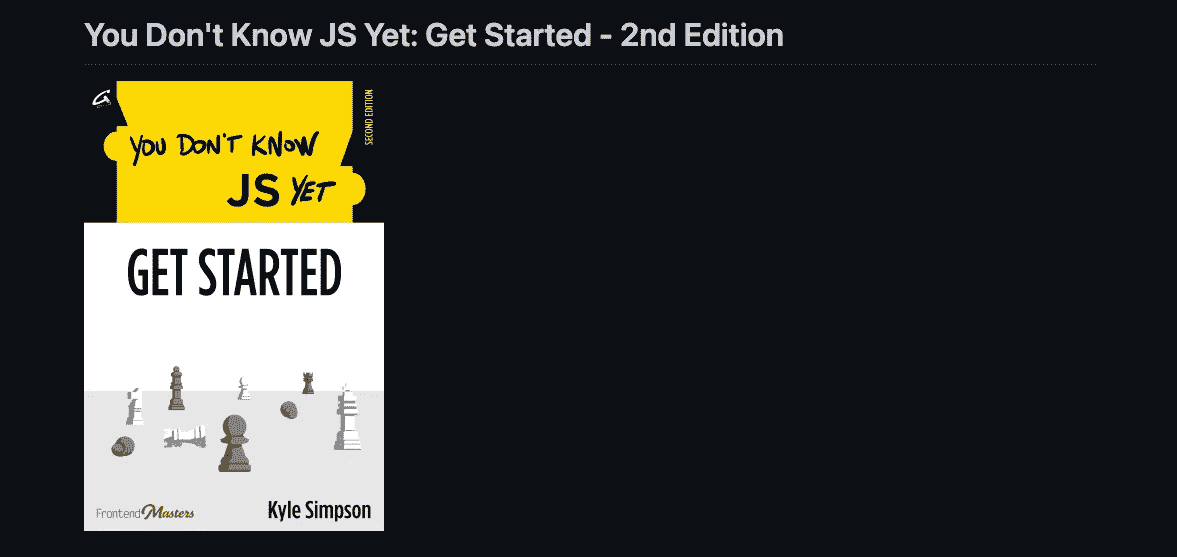 You Don't Know JS Yet: Get Started - 2nd Edition
SECOND EDITION
YOU DON'T KNOW
JS YET
GET STARTED
Frontend Masters
Kyle Simpson